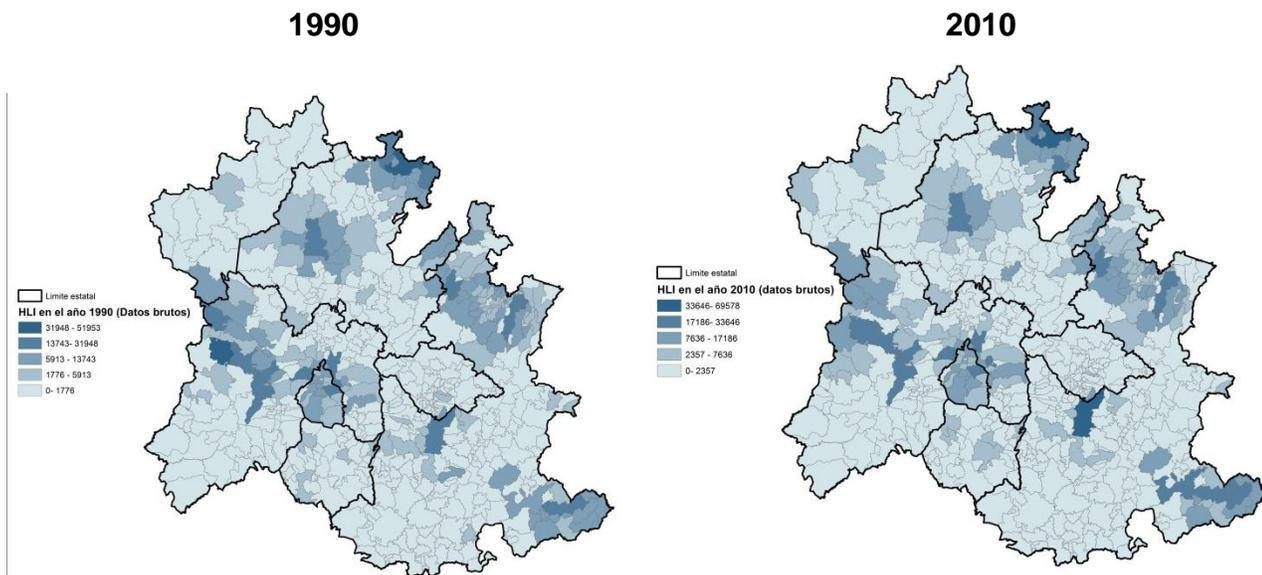 1990
2010
Limite estatal
HLI en el año 1990 (Datos brutos)
31948 - 51953
13743- 31948
5913 - 13743
1776 - 5913
0- 1776
Limite estatal
HLI en el año 2010 (datos brutos)
33646- 69578
17186- 33646
7636 - 17186
2357 - 7636
0- 2357